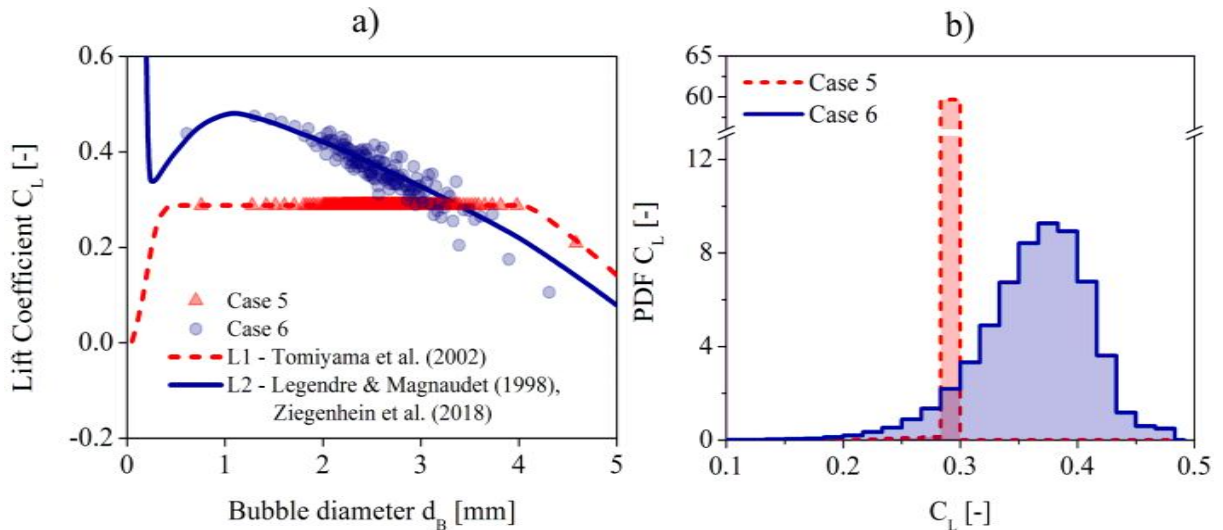 a)
0.6
0.4
0.2
0.0
-0.2
Lift Coefficient C_L [-]
Case 5
Case 6
L1 - Tomiyama et al. (2002)
L2 - Legendre & Magnaudet (1998),
Ziegenhein et al. (2018)
0 1 2 3 4 5
Bubble diameter d_B [mm]
b)
65
60
12
8
4
0
PDF C_L [-]
Case 5
Case 6
0.1 0.2 0.3 0.4 0.5
C_L [-]